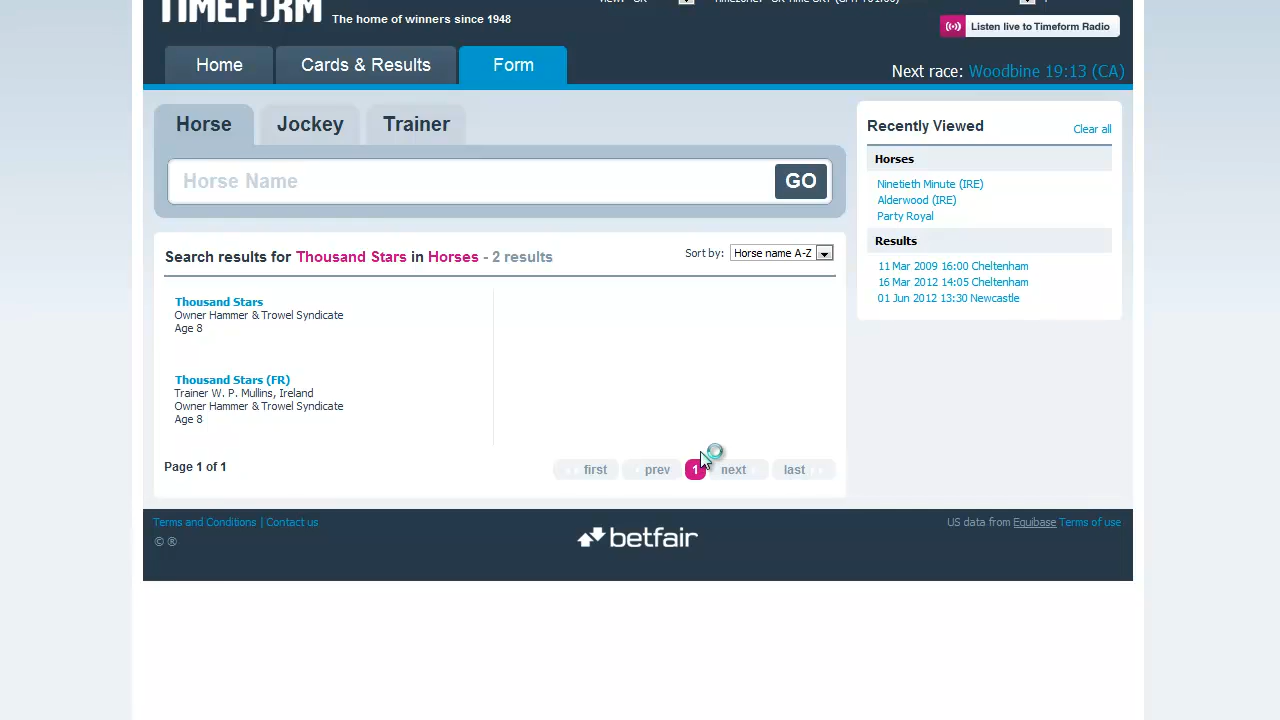 TIMEFORM
The home of winners since 1948
Listen live to Timeform Radio
Home
Cards & Results
Form
Next race: Woodbine 19:13 (CA)
Horse
Jockey
Trainer
Horse Name
GO
Search results for Thousand Stars in Horses - 2 results
Sort by: Horse name A-Z
Thousand Stars
Owner Hammer & Trowel Syndicate
Age 8
Thousand Stars (FR)
Trainer W. P. Mullins, Ireland
Owner Hammer & Trowel Syndicate
Age 8
Page 1 of 1
first
prev
1
next
last
Recently Viewed
Clear all
Horses
Ninetieth Minute (IRE)
Alderwood (IRE)
Party Royal
Results
11 Mar 2009 16:00 Cheltenham
16 Mar 2012 14:05 Cheltenham
01 Jun 2012 13:30 Newcastle
Terms and Conditions | Contact us
© ®
betfair
US data from Equibase Terms of use